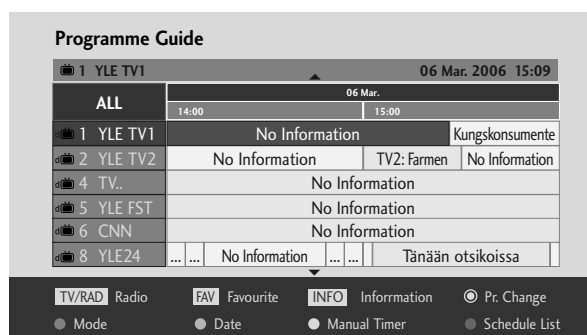 Programme Guide
1 YLE TV1 06 Mar. 2006 15:09
ALL 06 Mar.
14:00 15:00
1 YLE TV1 No Information Kungskonsumente
2 YLE TV2 No Information TV2: Farmen No Information
4 TV.. No Information
5 YLE FST No Information
6 CNN No Information
8 YLE24 ... ... No Information ... ... Tänään otsikoissa
TV/RAD Radio FAV Favourite INFO Inforrmation Pr. Change
Mode Date Manual Timer Schedule List